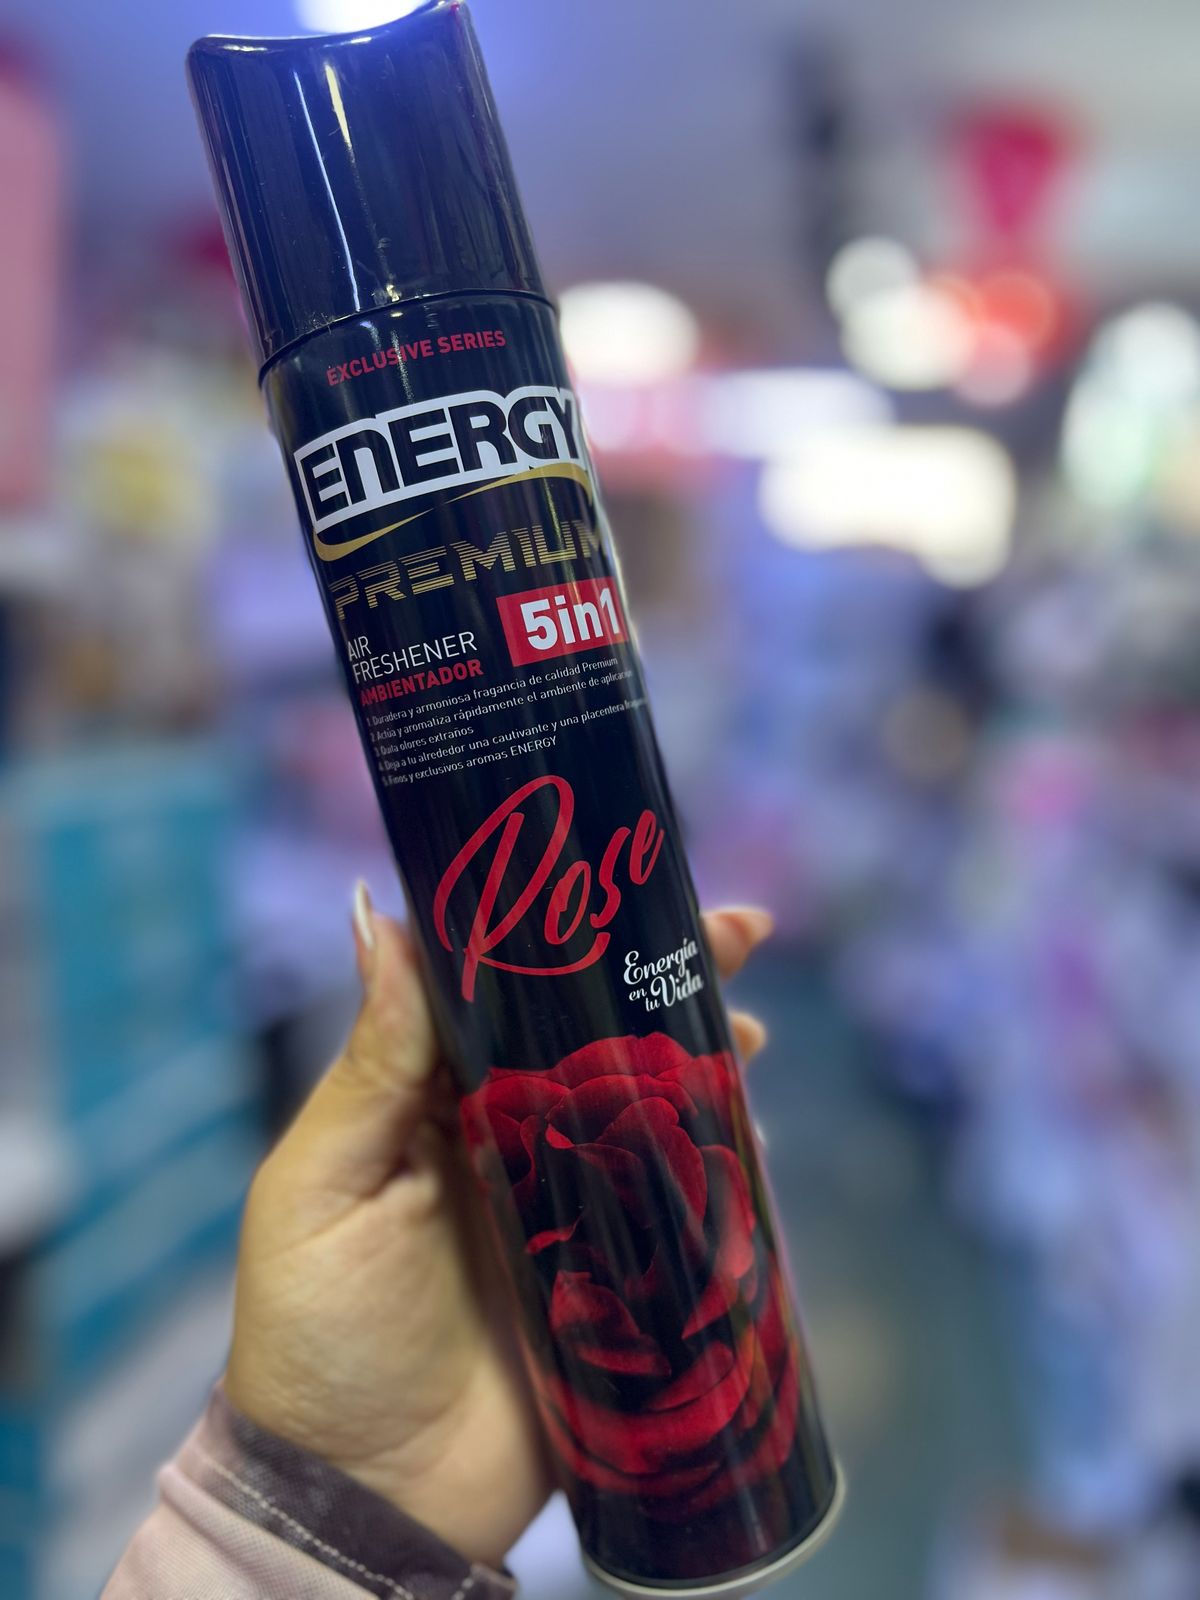 EXCLUSIVE SERIES
ENERGY
PREMIUM
5in1
AIR
FRESHENER
AMBIENTADOR
1. Duradera y armoniosa fragancia de calidad Premium
2. Actúa y aromatiza rápidamente el ambiente de aplicación
3. Quita olores extraños
4. Deja a tu alrededor una cautivante y una placentera
5. Finos y exclusivos aromas ENERGY
Rose
Energía
en tu Vida